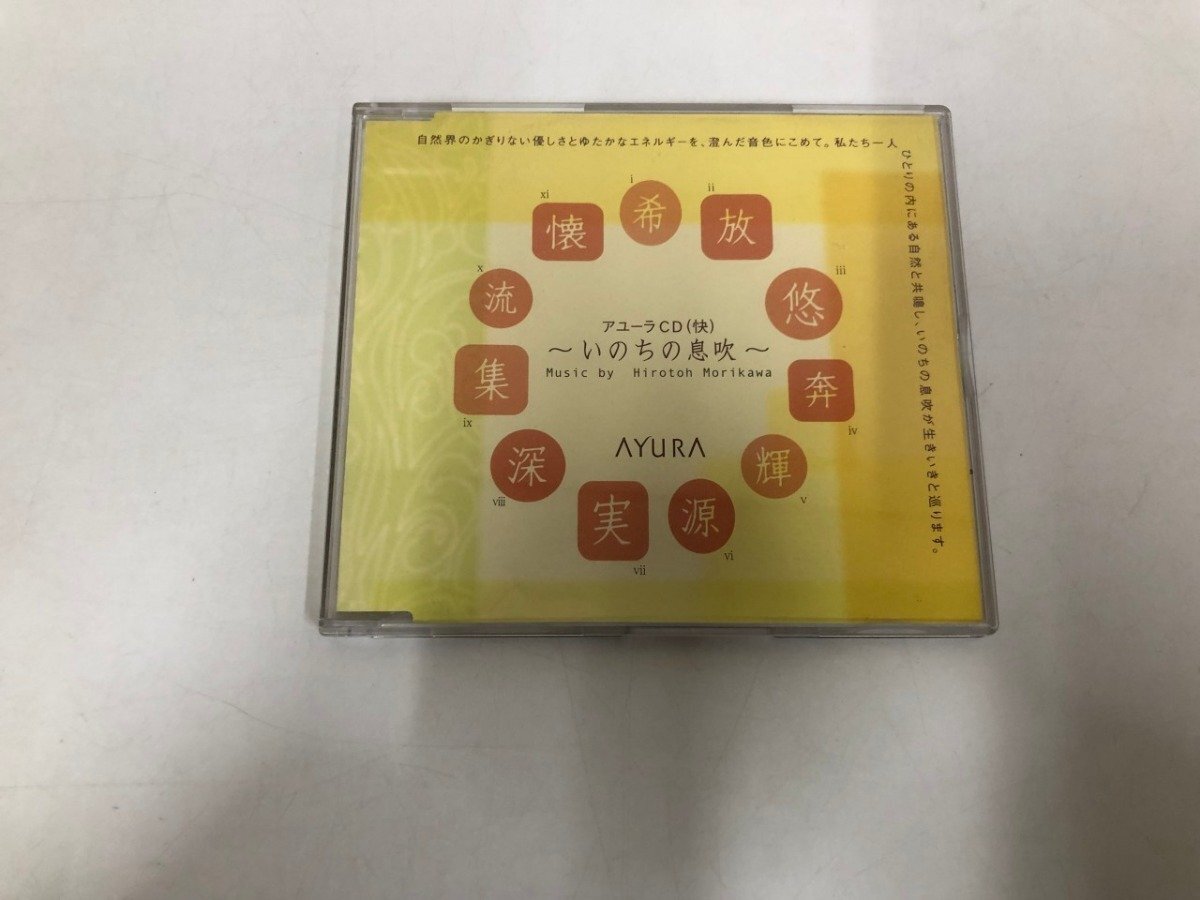 自然界のかぎりない優しさとゆたかなエネルギーを、澄んだ音色にこめて。私たち一人
ひとりの内にある自然と共鳴し、いのちの息吹が生きいきと巡ります。
i
希
ii
放
iii
悠
iv
奔
v
輝
vi
源
vii
実
viii
深
ix
集
x
流
xi
懐
アユーラCD(快)
～いのちの息吹～
Music by Hirotoh Morikawa
AYURA